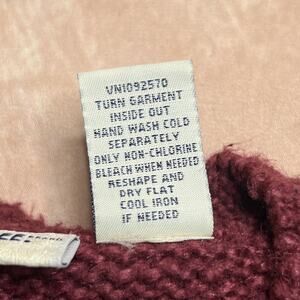 VN1092570
TURN GARMENT
INSIDE OUT
HAND WASH COLD
SEPARATELY
ONLY NON-CHLORINE
BLEACH WHEN NEEDED
RESHAPE AND
DRY FLAT
COOL IRON
IF NEEDED